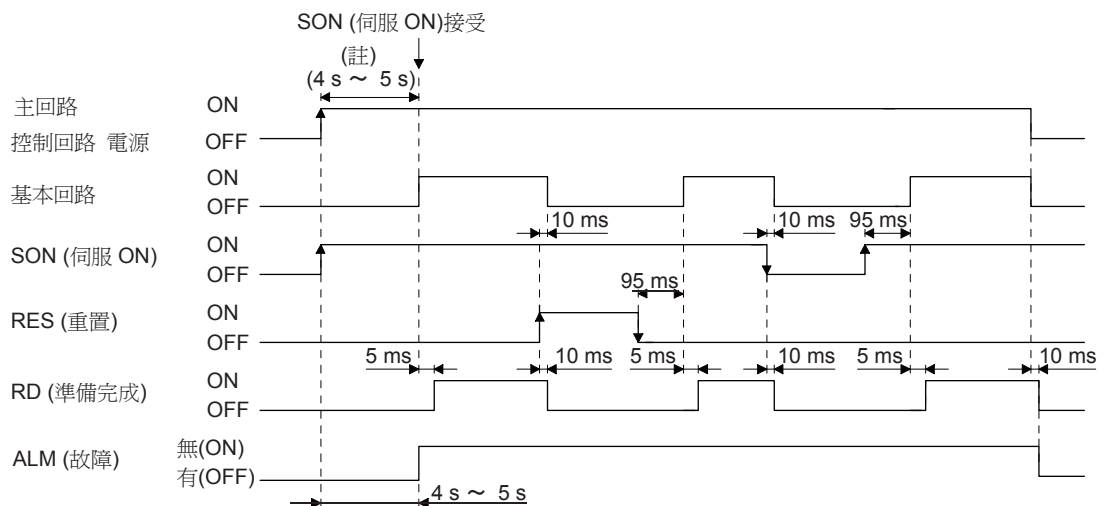 SON (伺服 ON)接受
(註)
(4 s ~ 5 s)
主回路
控制回路 電源
ON
OFF
基本回路
ON
OFF
10 ms
10 ms
95 ms
SON (伺服 ON)
ON
OFF
95 ms
RES (重置)
ON
OFF
5 ms
10 ms
5 ms
10 ms
5 ms
10 ms
RD (準備完成)
ON
OFF
ALM (故障)
無(ON)
有(OFF)
4 s ~ 5 s